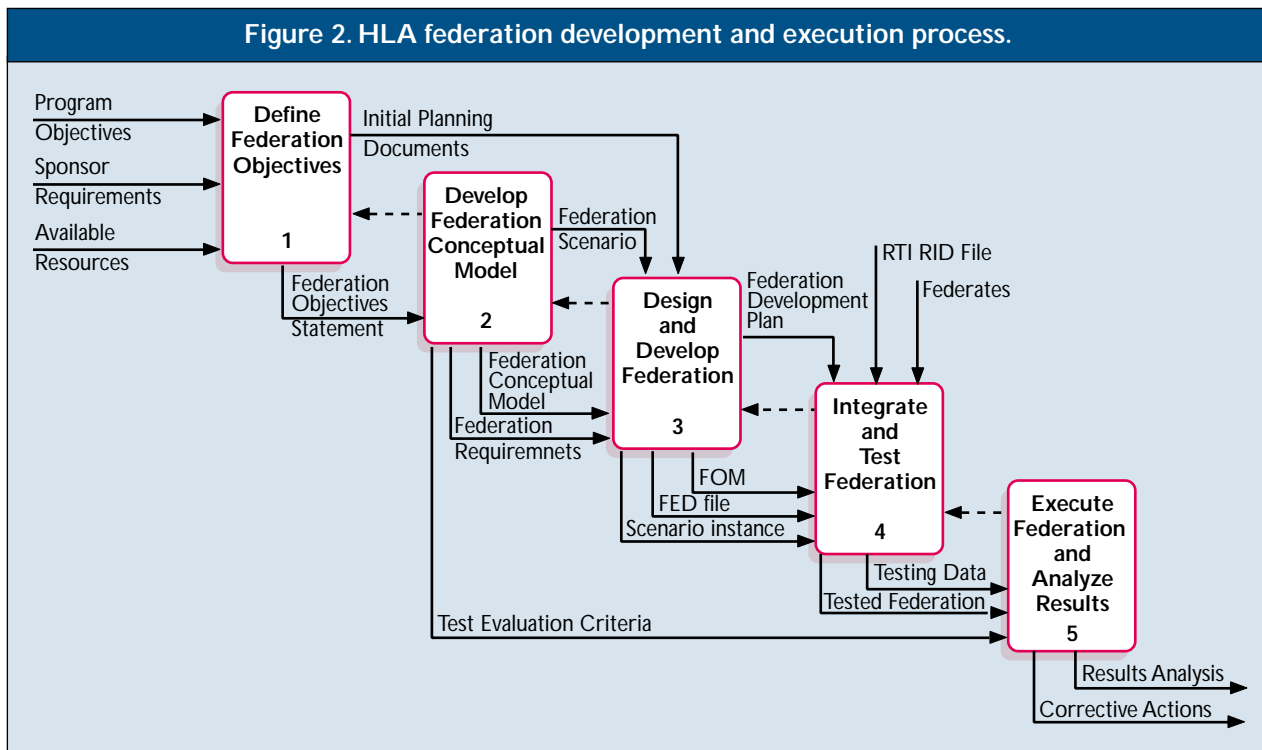 Figure 2. HLA federation development and execution process.
Program
Objectives
Sponsor
Requirements
Available
Resources
Define
Federation
Objectives
1
Initial Planning
Documents
Federation
Objectives
Statement
Develop
Federation
Conceptual
Model
2
Federation
Scenario
Federation
Conceptual
Model
Federation
Requiremnets
Test Evaluation Criteria
Design
and
Develop
Federation
3
Federation
Development
Plan
RTI RID File
Federates
FOM
FED file
Scenario instance
Integrate
and
Test
Federation
4
Testing Data
Tested Federation
Execute
Federation
and
Analyze
Results
5
Results Analysis
Corrective Actions